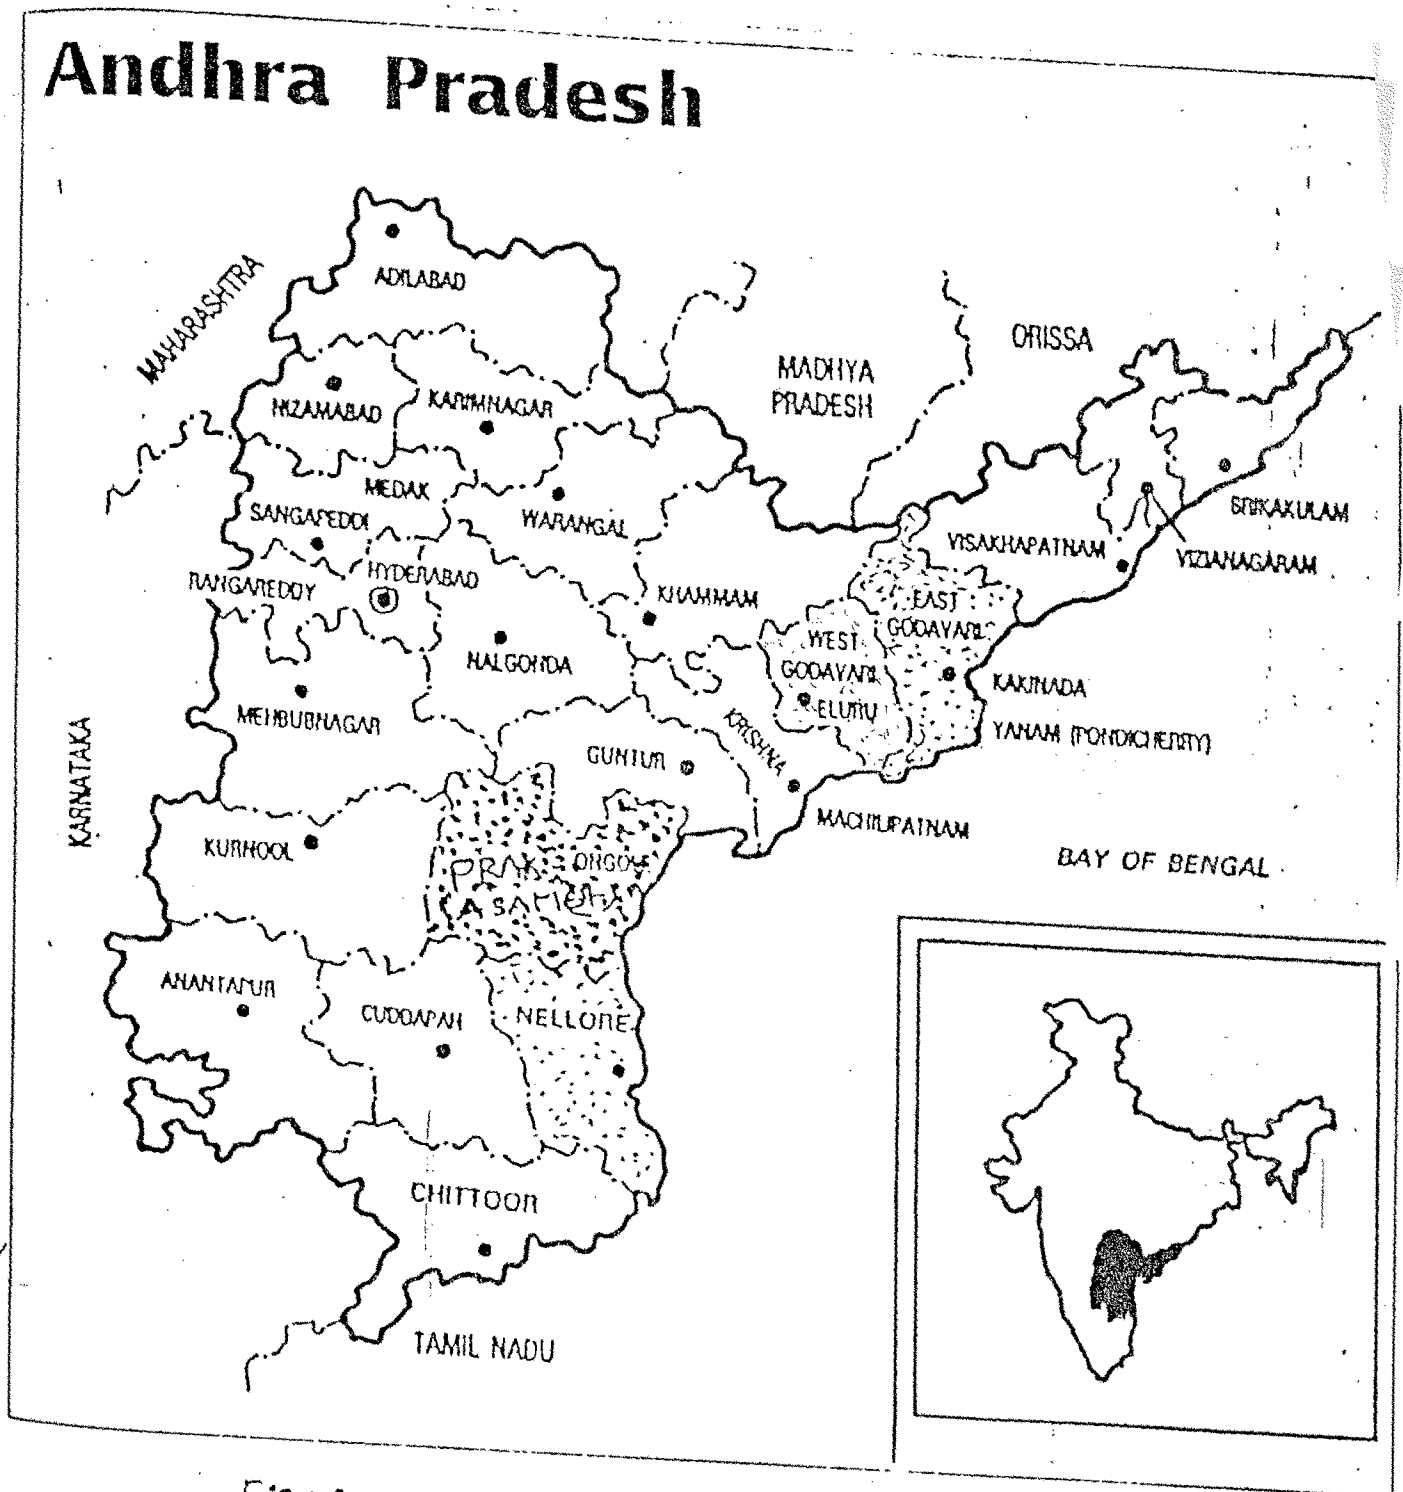 Andhra Pradesh
ADILABAD
MAHARASHTRA
ORISSA
MADHYA
PRADESH
NIZAMABAD
KARIMNAGAR
MEDAK
SANGAREDDI
WARANGAL
SRIKAKULAM
VISAKHAPATNAM
VIZIANAGARAM
RANGAREDDY
HYDERABAD
KHAMMAM
EAST
GODAVARI
WEST
GODAVARI
ELURU
NALGONDA
KAKINADA
MEHBUBNAGAR
YANAM (PONDICHERRY)
KARNATAKA
GUNTUR
KRISHNA
MACHILIPATNAM
KURNOOL
PRAK
ONGOLE
ASAM
BAY OF BENGAL
ANANTAPUR
CUDDAPAH
NELLORE
CHITTOOR
TAMIL NADU